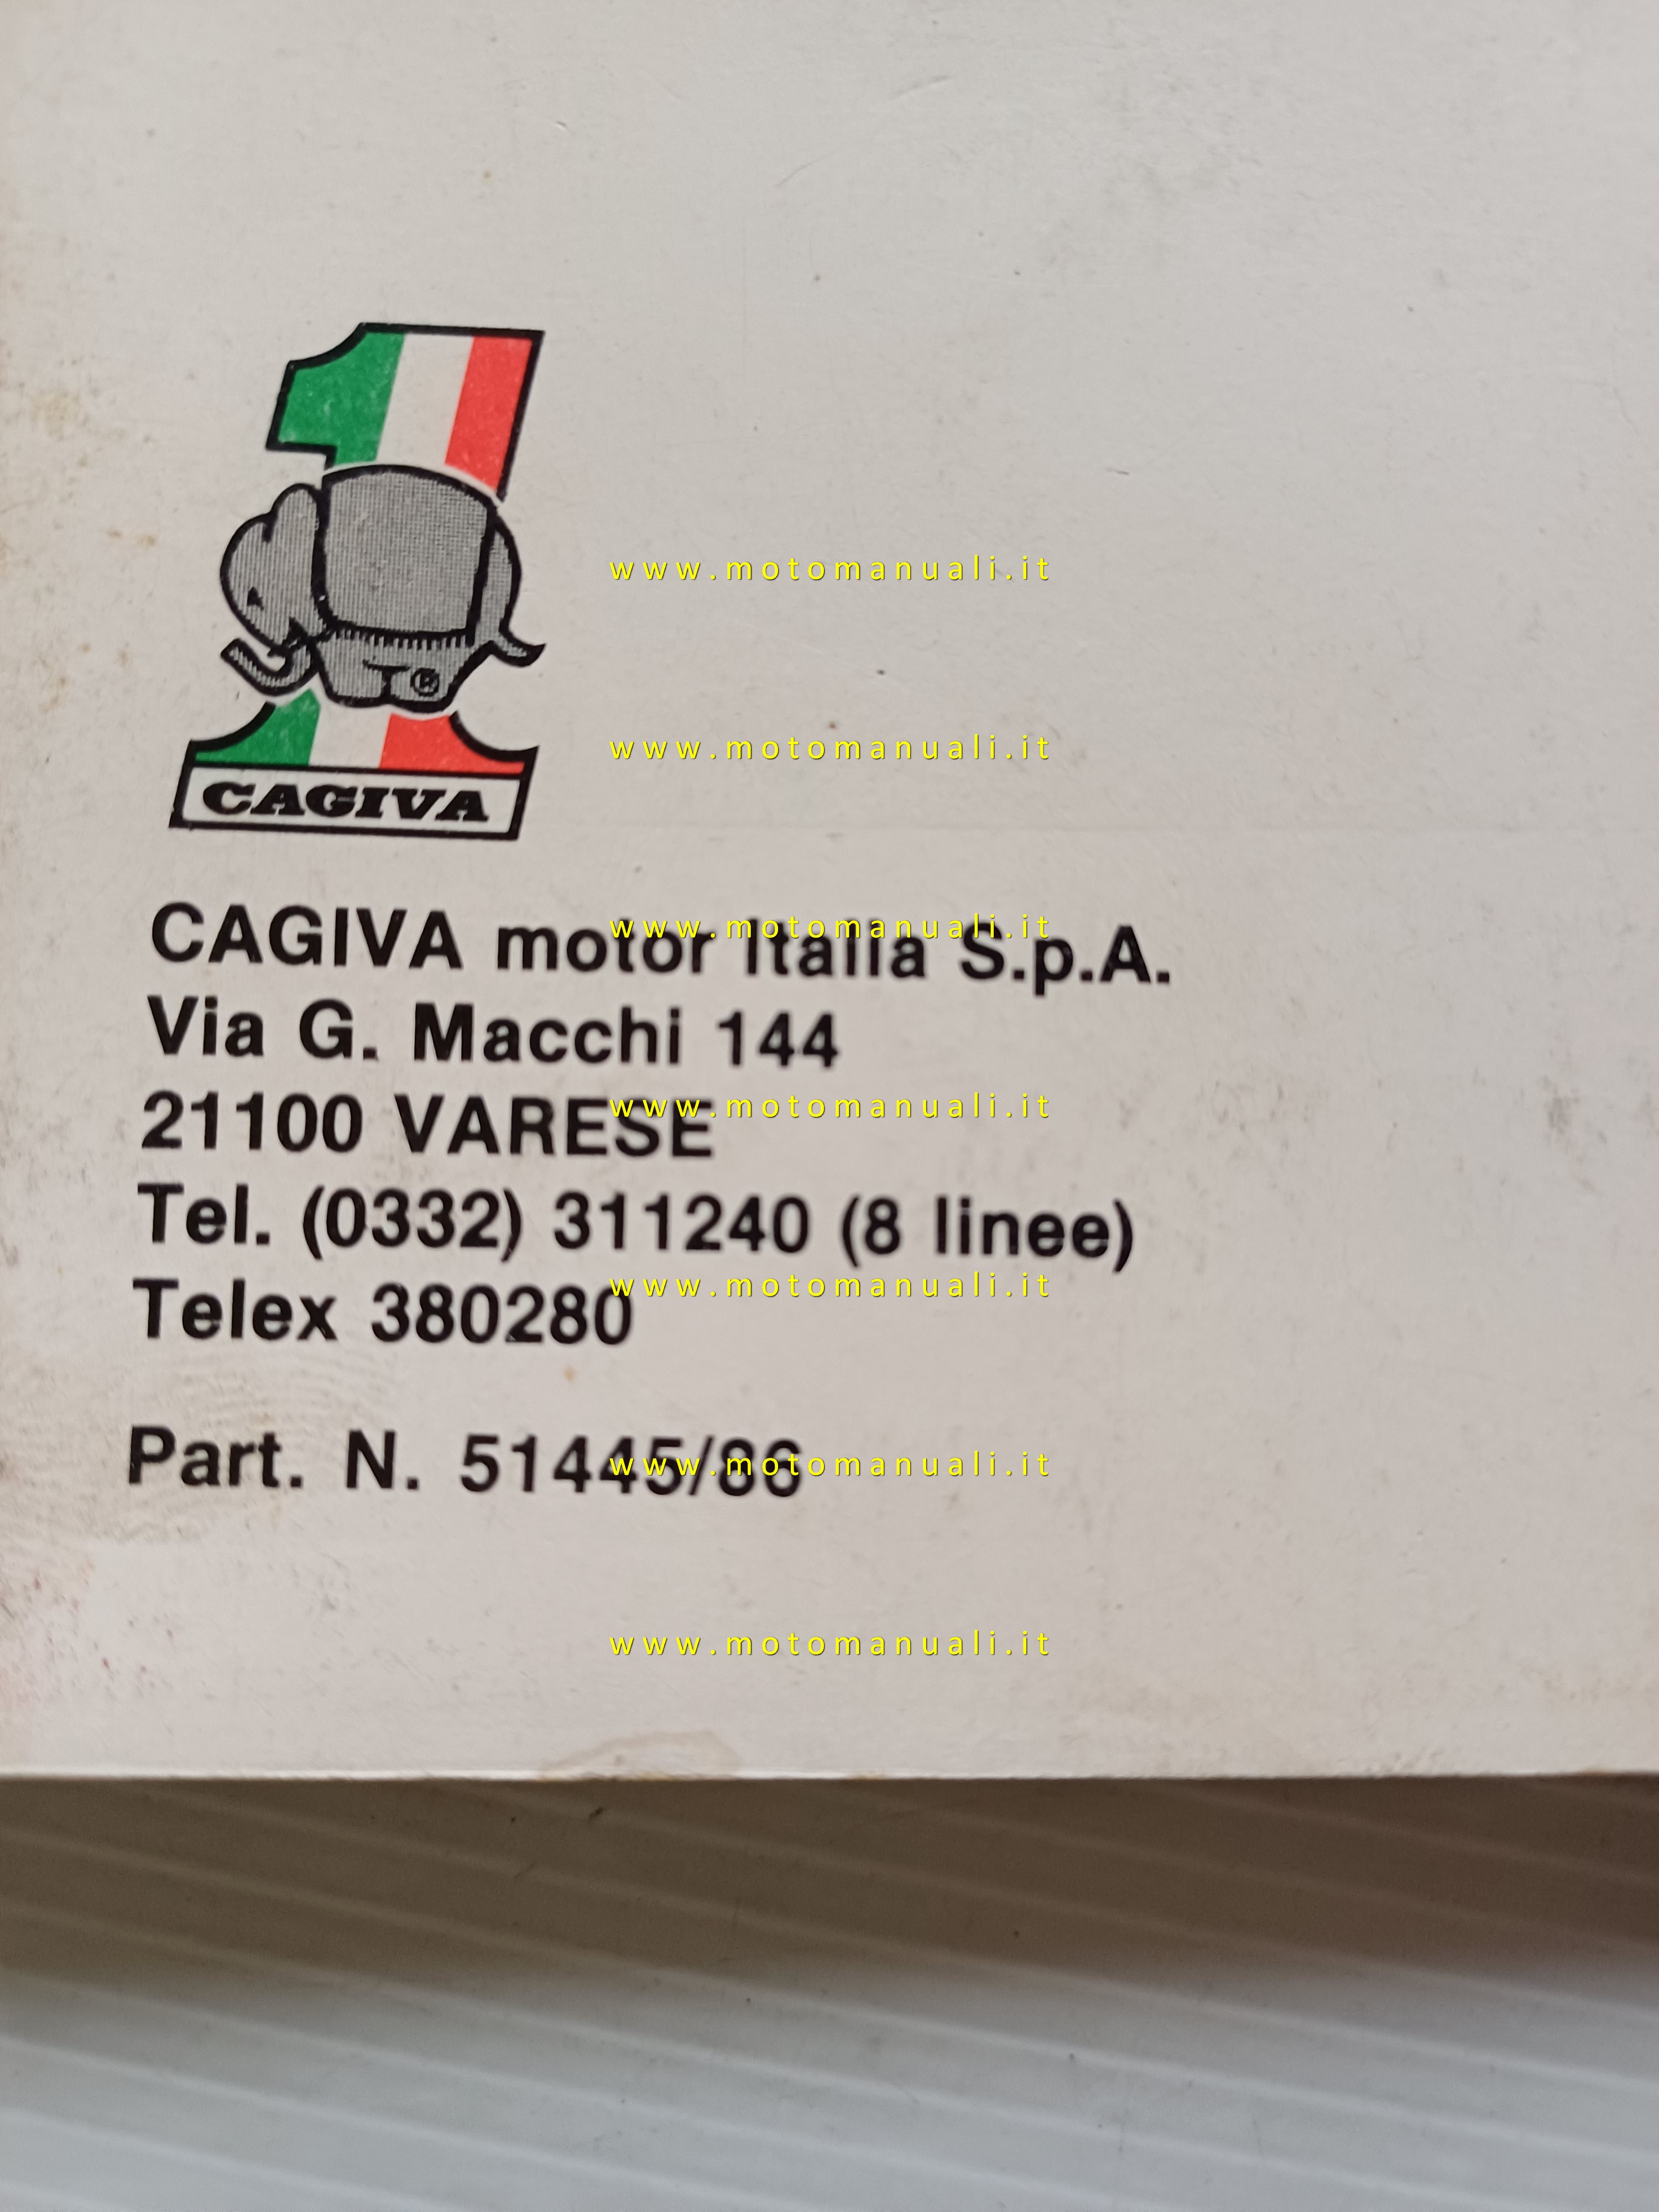 CAGIVA
www.motomanuali.it
www.motomanuali.it
CAGIVA motor Italia S.p.A.
www.motomanuali.it
Via G. Macchi 144
21100 VARESE
www.motomanuali.it
Tel. (0332) 311240 (8 linee)
Telex 380280
www.motomanuali.it
Part. N. 51445/86
www.motomanuali.it
www.motomanuali.it